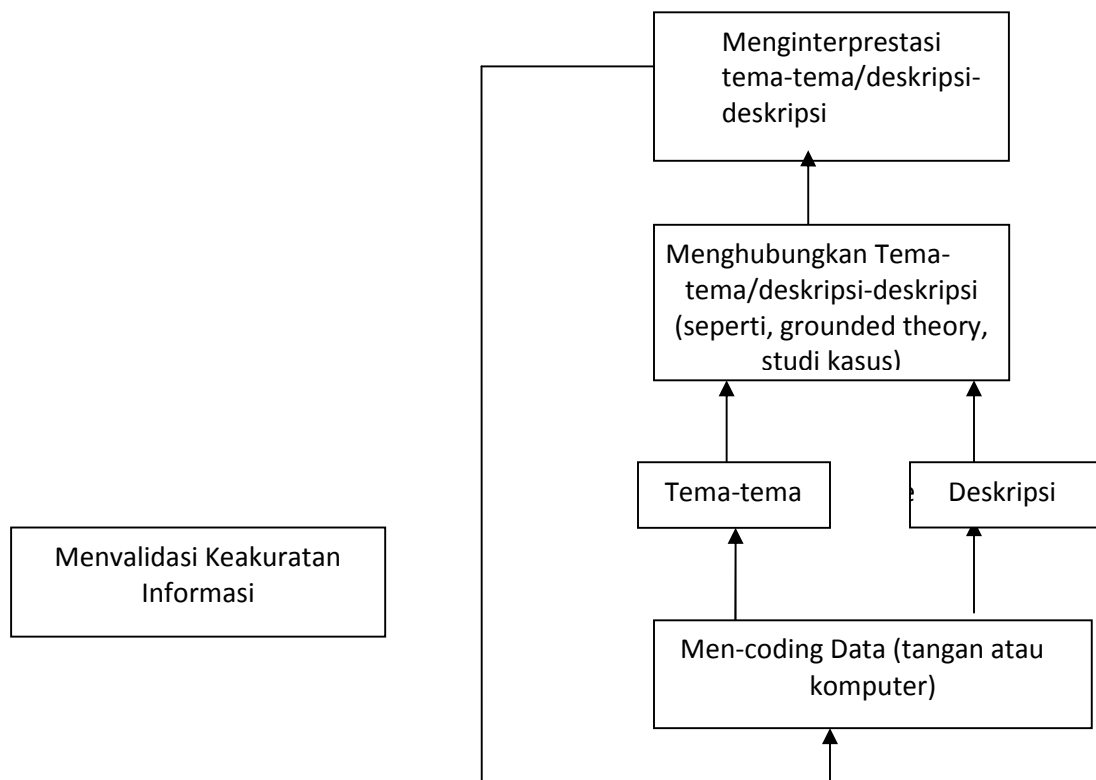 Menginterprestasi
tema-tema/deskripsi-
deskripsi
Menghubungkan Tema-
tema/deskripsi-deskripsi
(seperti, grounded theory,
studi kasus)
Tema-tema
Deskripsi
Menvalidasi Keakuratan
Informasi
Men-coding Data (tangan atau
komputer)